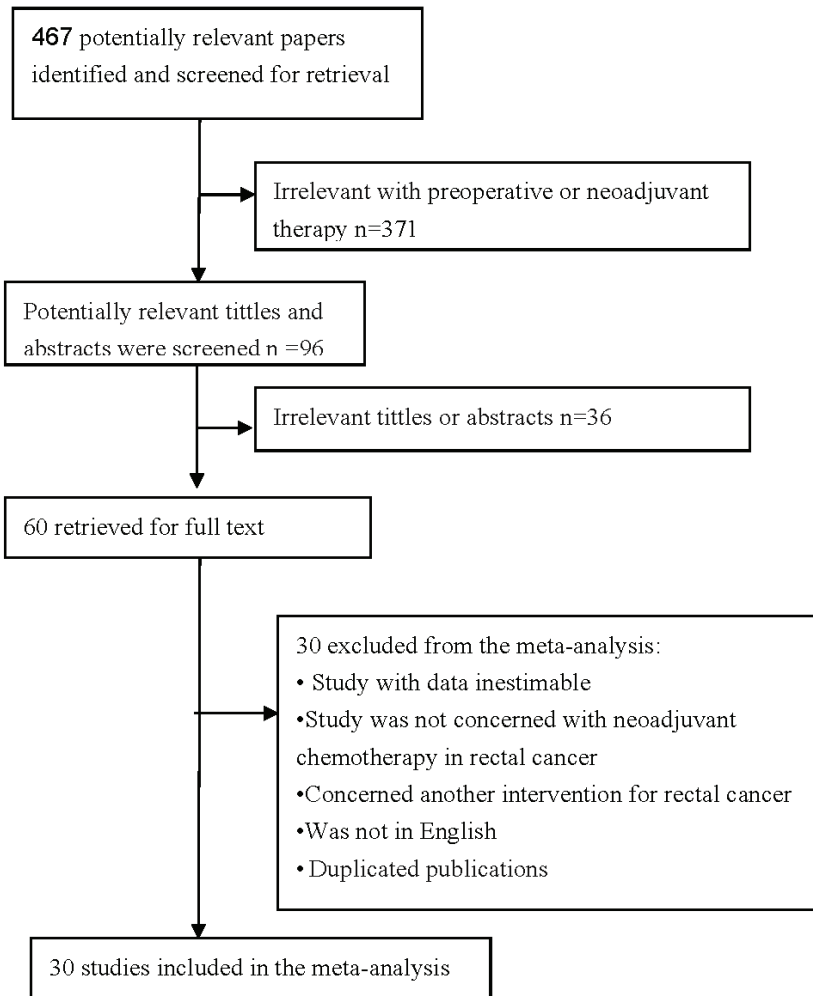 467 potentially relevant papers
identified and screened for retrieval
Irrelevant with preoperative or neoadjuvant
therapy n=371
Potentially relevant tittles and
abstracts were screened n =96
Irrelevant tittles or abstracts n=36
60 retrieved for full text
30 excluded from the meta-analysis:
• Study with data inestimable
•Study was not concerned with neoadjuvant
chemotherapy in rectal cancer
•Concerned another intervention for rectal cancer
•Was not in English
• Duplicated publications
30 studies included in the meta-analysis